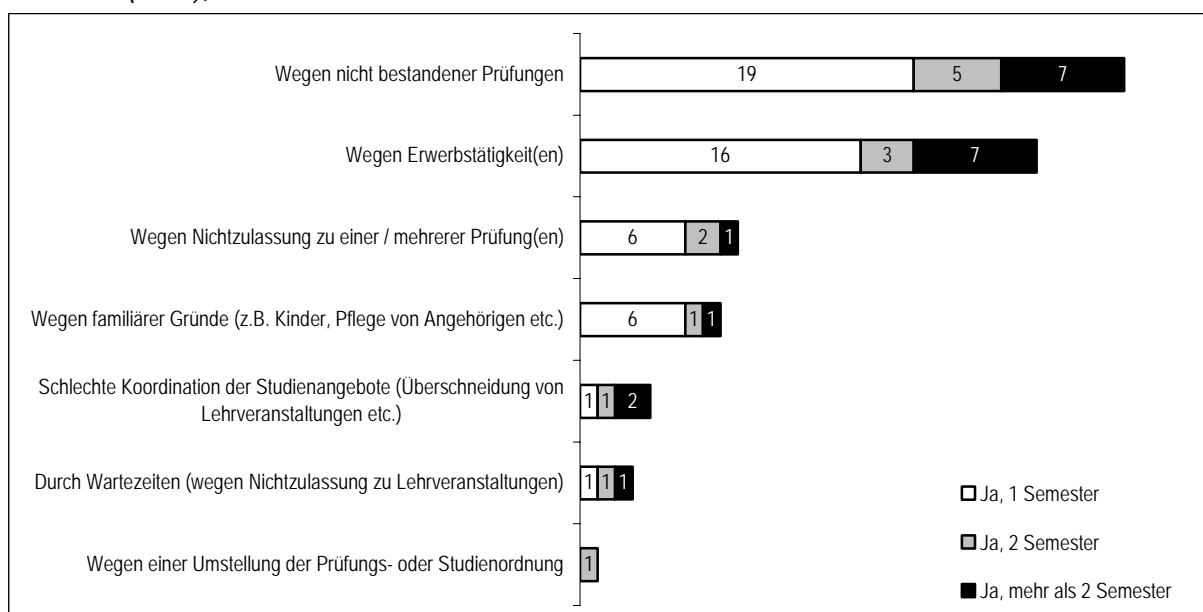 Wegen nicht bestandener Prüfungen
19 5 7
Wegen Erwerbstätigkeit(en)
16 3 7
Wegen Nichtzulassung zu einer / mehrerer Prüfung(en)
6 2 1
Wegen familiärer Gründe (z.B. Kinder, Pflege von Angehörigen etc.)
6 1 1
Schlechte Koordination der Studienangebote (Überschneidung von
Lehrveranstaltungen etc.)
1 1 2
Durch Wartezeiten (wegen Nichtzulassung zu Lehrveranstaltungen)
1 1 1
Wegen einer Umstellung der Prüfungs- oder Studienordnung
1
Ja, 1 Semester
Ja, 2 Semester
Ja, mehr als 2 Semester